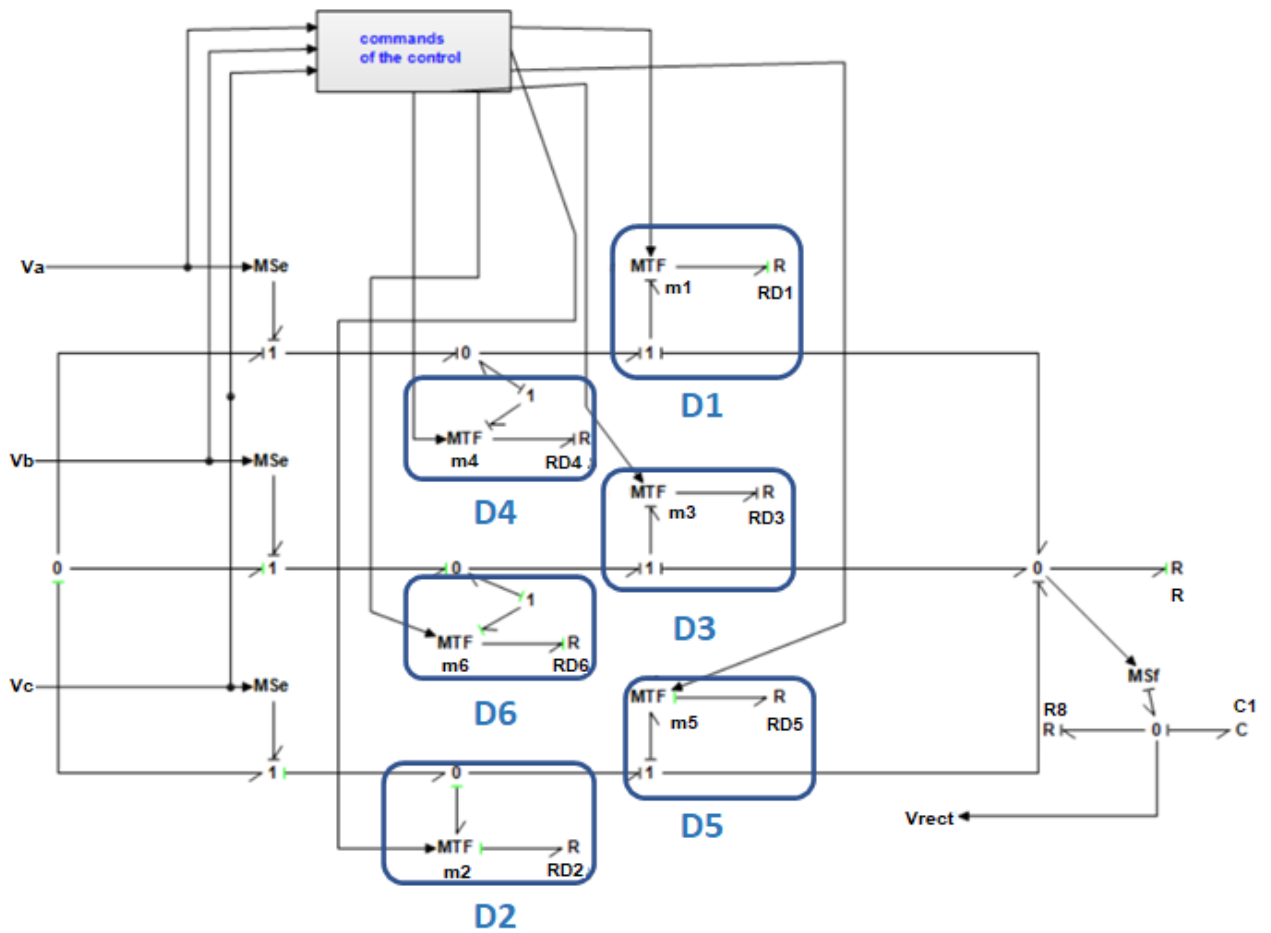 commands
of the control
Va
MSe
MTF
R
m1
RD1
1
0
1
D1
1
MTF
R
m4
RD4
D4
Vb
MSe
MTF
R
m3
RD3
0
1
0
1
0
R
R
D3
1
MTF
R
m6
RD6
D6
Vc
MSe
MTF
R
m5
RD5
MSf
R8
C1
R
0
C
1
0
1
D5
Vrect
MTF
R
m2
RD2
D2